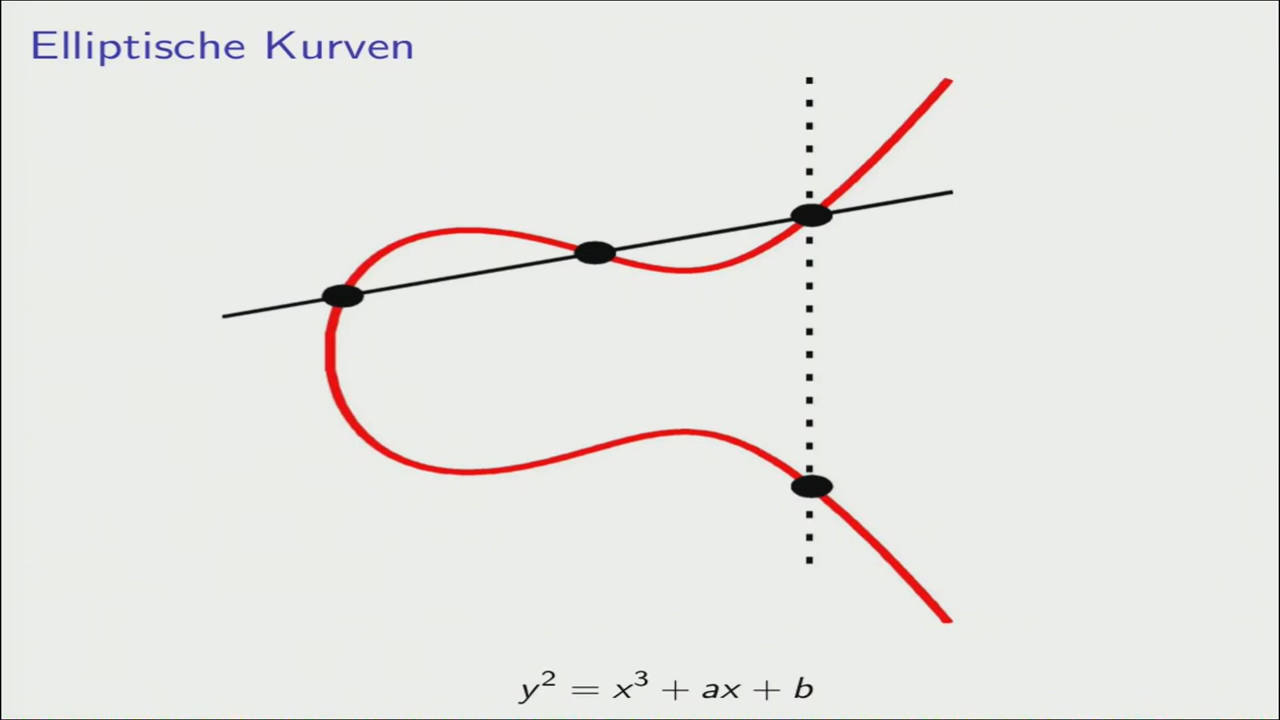 Elliptische Kurven
y² = x³ + ax + b